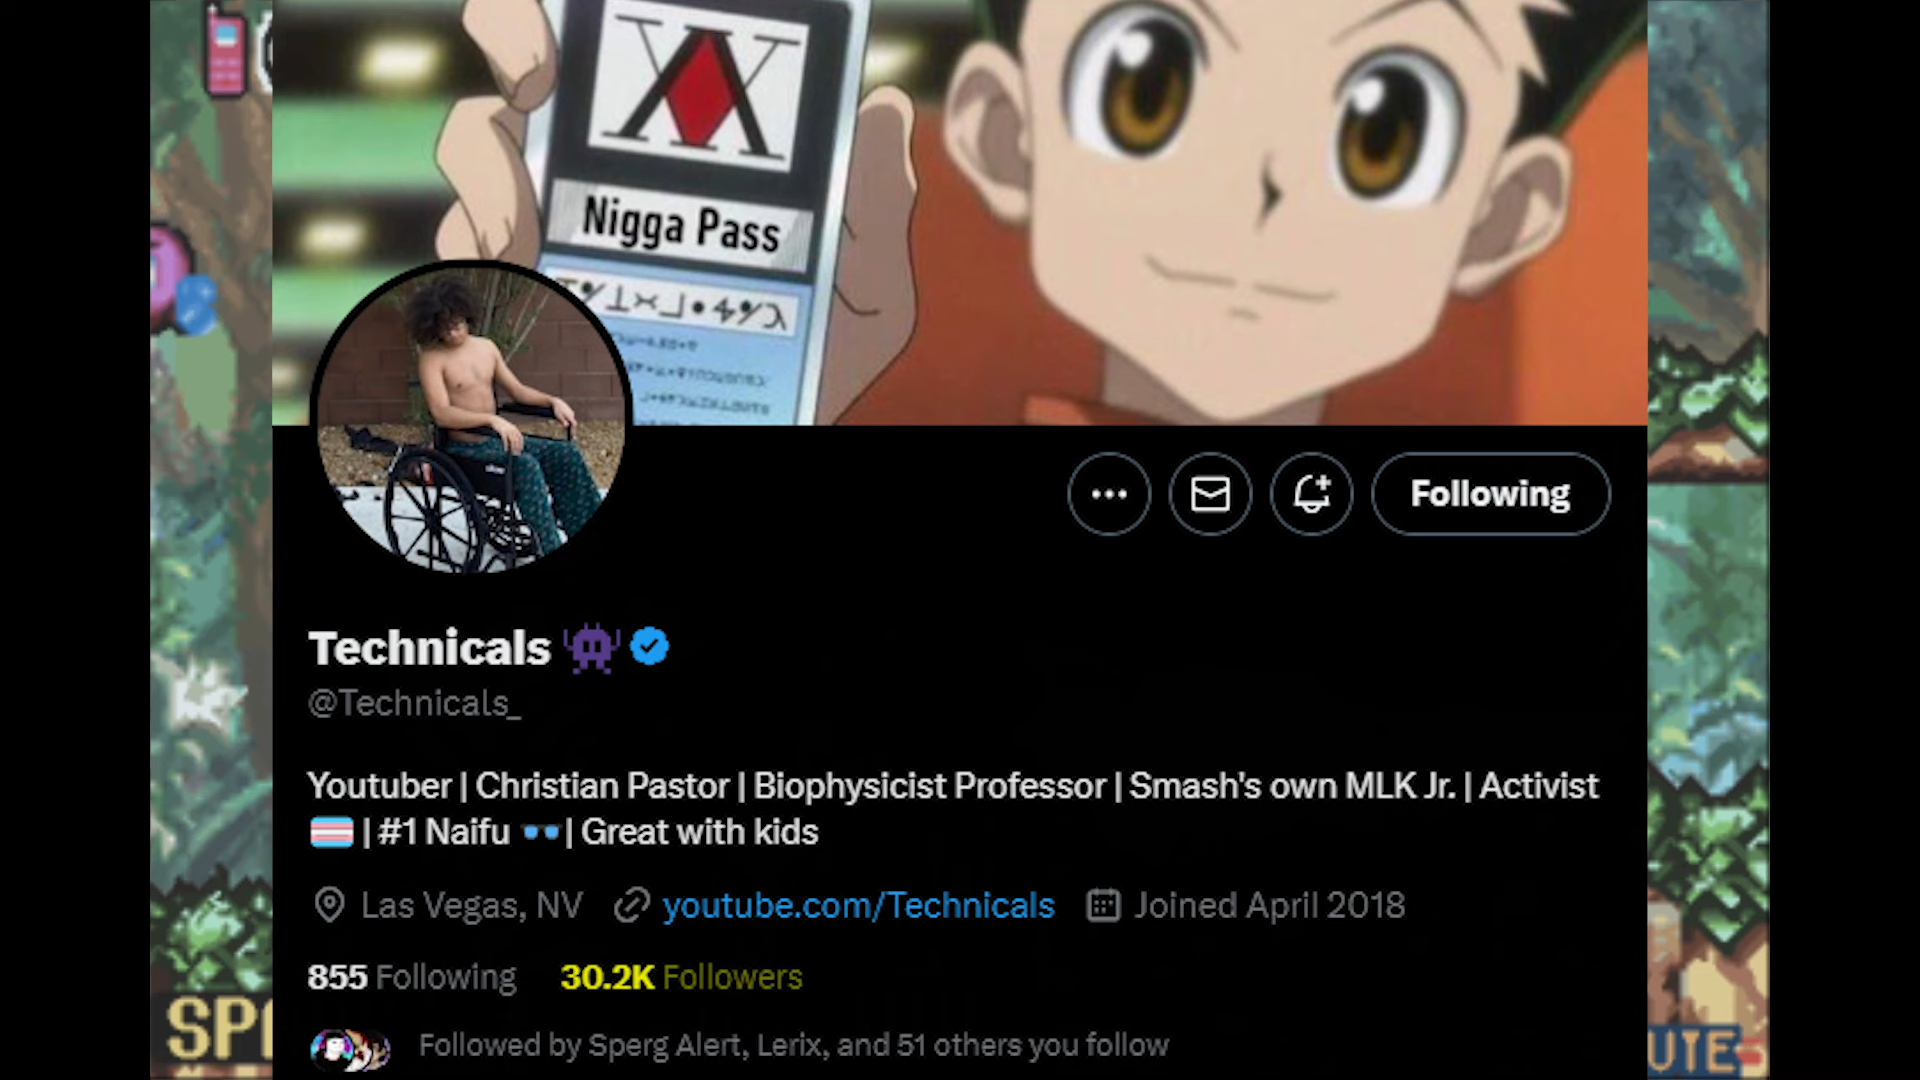 Nigga Pass
Following
Technicals
@Technicals_
Youtuber | Christian Pastor | Biophysicist Professor | Smash's own MLK Jr. | Activist
| #1 Naifu 🕶️ | Great with kids
Las Vegas, NV youtube.com/Technicals Joined April 2018
855 Following 30.2K Followers
Followed by Sperg Alert, Lerix, and 51 others you follow